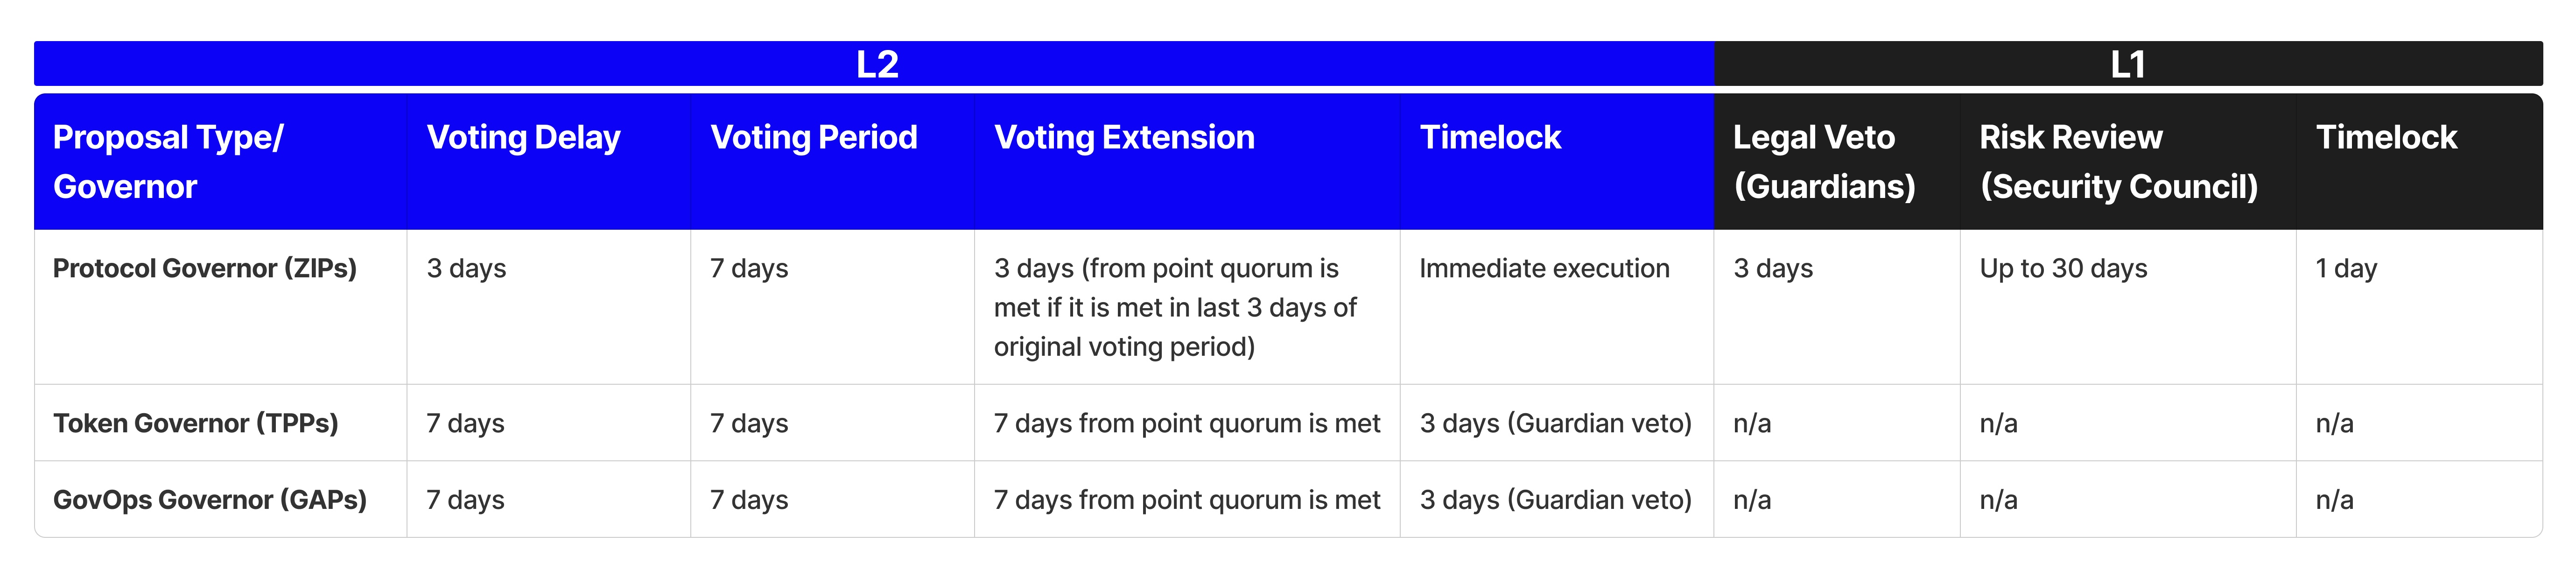 L2 L1
Proposal Type/ Voting Delay Voting Period Voting Extension Timelock Legal Veto Risk Review Timelock
Governor (Guardians) (Security Council)
Protocol Governor (ZIPs) 3 days 7 days 3 days (from point quorum is Immediate execution 3 days Up to 30 days 1 day
met if it is met in last 3 days of
original voting period)
Token Governor (TPPs) 7 days 7 days 7 days from point quorum is met 3 days (Guardian veto) n/a n/a n/a
GovOps Governor (GAPs) 7 days 7 days 7 days from point quorum is met 3 days (Guardian veto) n/a n/a n/a